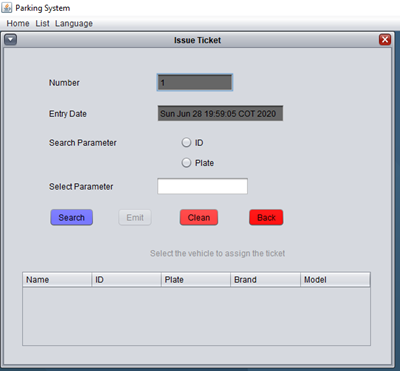 Parking System
Home List Language
Issue Ticket
Number 1
Entry Date Sun Jun 28 19:59:05 COT 2020
Search Parameter ID
Plate
Select Parameter
Search Emit Clean Back
Select the vehicle to assign the ticket
Name ID Plate Brand Model